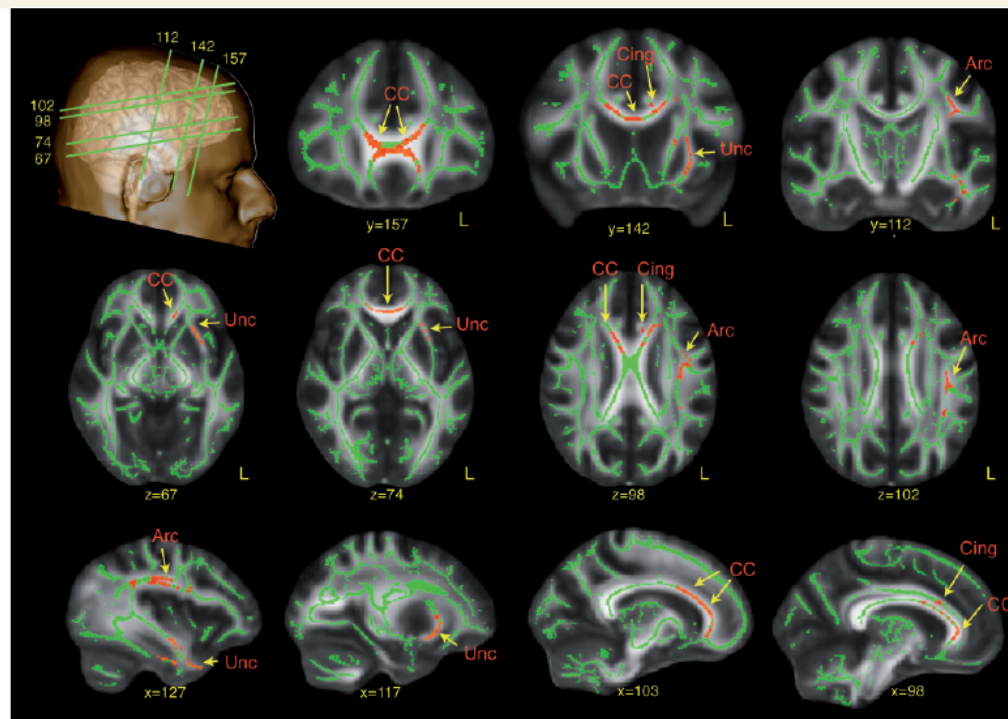 112
142
157
102
98
74
67
CC
L
y=157
Cing
CC
Unc
L
y=142
Arc
L
y=112
CC
Unc
L
z=67
CC
Unc
L
z=74
CC
Cing
Arc
L
z=98
Arc
L
z=102
Arc
Unc
x=127
Unc
x=117
CC
x=103
Cing
CC
x=98